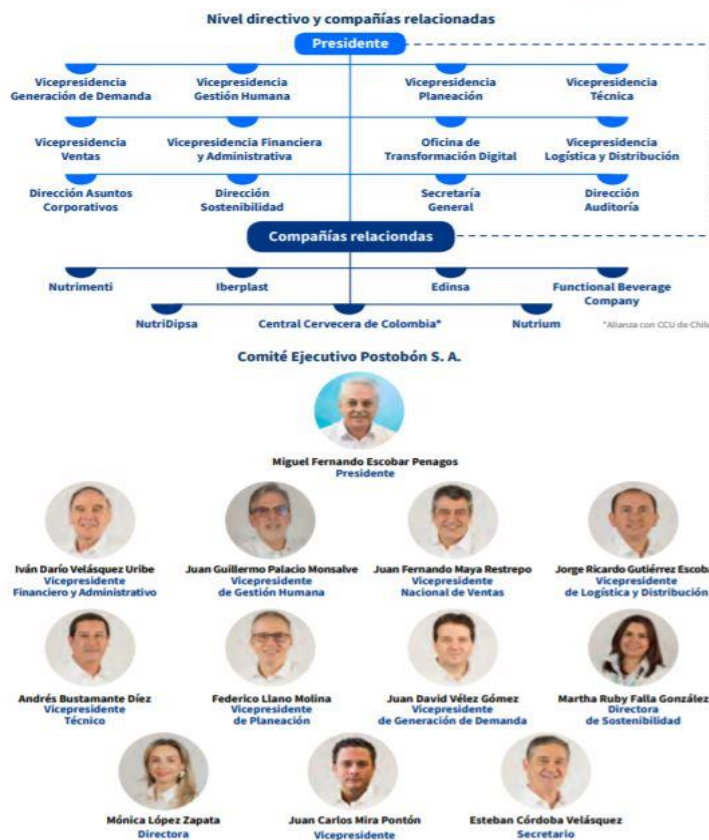 Nivel directivo y compañías relacionadas
Presidente
Vicepresidencia
Generación de Demanda
Vicepresidencia
Gestión Humana
Vicepresidencia
Planeación
Vicepresidencia
Técnica
Vicepresidencia
Ventas
Vicepresidencia Financiera
y Administrativa
Oficina de
Transformación Digital
Vicepresidencia
Logística y Distribución
Dirección Asuntos
Corporativos
Dirección
Sostenibilidad
Secretaría
General
Dirección
Auditoría
Compañías relaciondas
Nutrimenti
Iberplast
Edinsa
Functional Beverage
Company
NutriDipsa
Central Cervecera de Colombia*
Nutrium
*Alianza con CCU de Chile
Comité Ejecutivo Postobón S. A.
Miguel Fernando Escobar Penagos
Presidente
Iván Darío Velásquez Uribe
Vicepresidente
Financiero y Administrativo
Juan Guillermo Palacio Monsalve
Vicepresidente
de Gestión Humana
Juan Fernando Maya Restrepo
Vicepresidente
Nacional de Ventas
Jorge Ricardo Gutiérrez Escoba
Vicepresidente
de Logística y Distribución
Andrés Bustamante Díez
Vicepresidente
Técnico
Federico Llano Molina
Vicepresidente
de Planeación
Juan David Vélez Gómez
Vicepresidente
de Generación de Demanda
Martha Ruby Falla González
Directora
de Sostenibilidad
Mónica López Zapata
Directora
Juan Carlos Mira Pontón
Vicepresidente
Esteban Córdoba Velásquez
Secretario